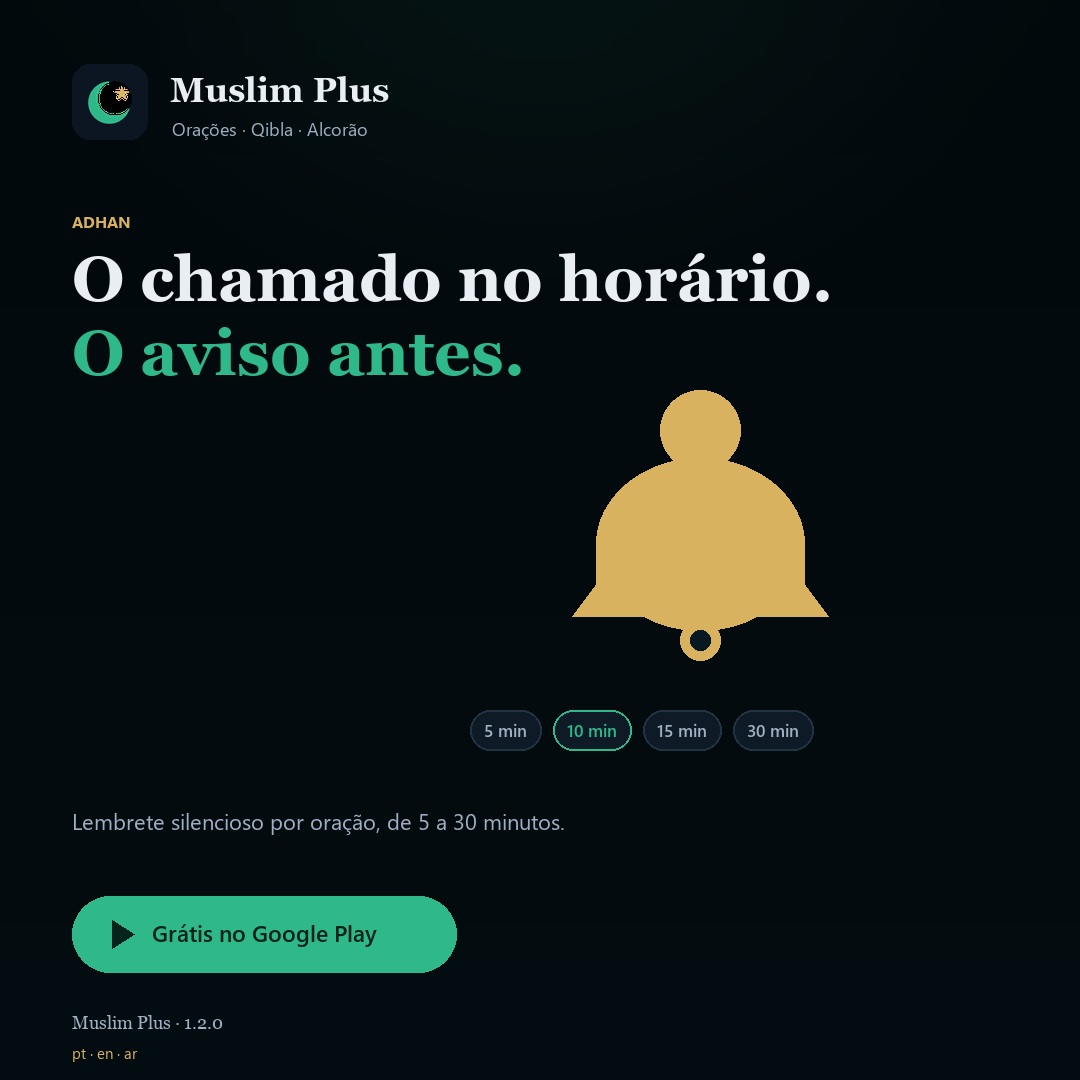 Muslim Plus
Orações · Qibla · Alcorão
ADHAN
O chamado no horário.
O aviso antes.
5 min 10 min 15 min 30 min
Lembrete silencioso por oração, de 5 a 30 minutos.
Grátis no Google Play
Muslim Plus · 1.2.0
pt · en · ar